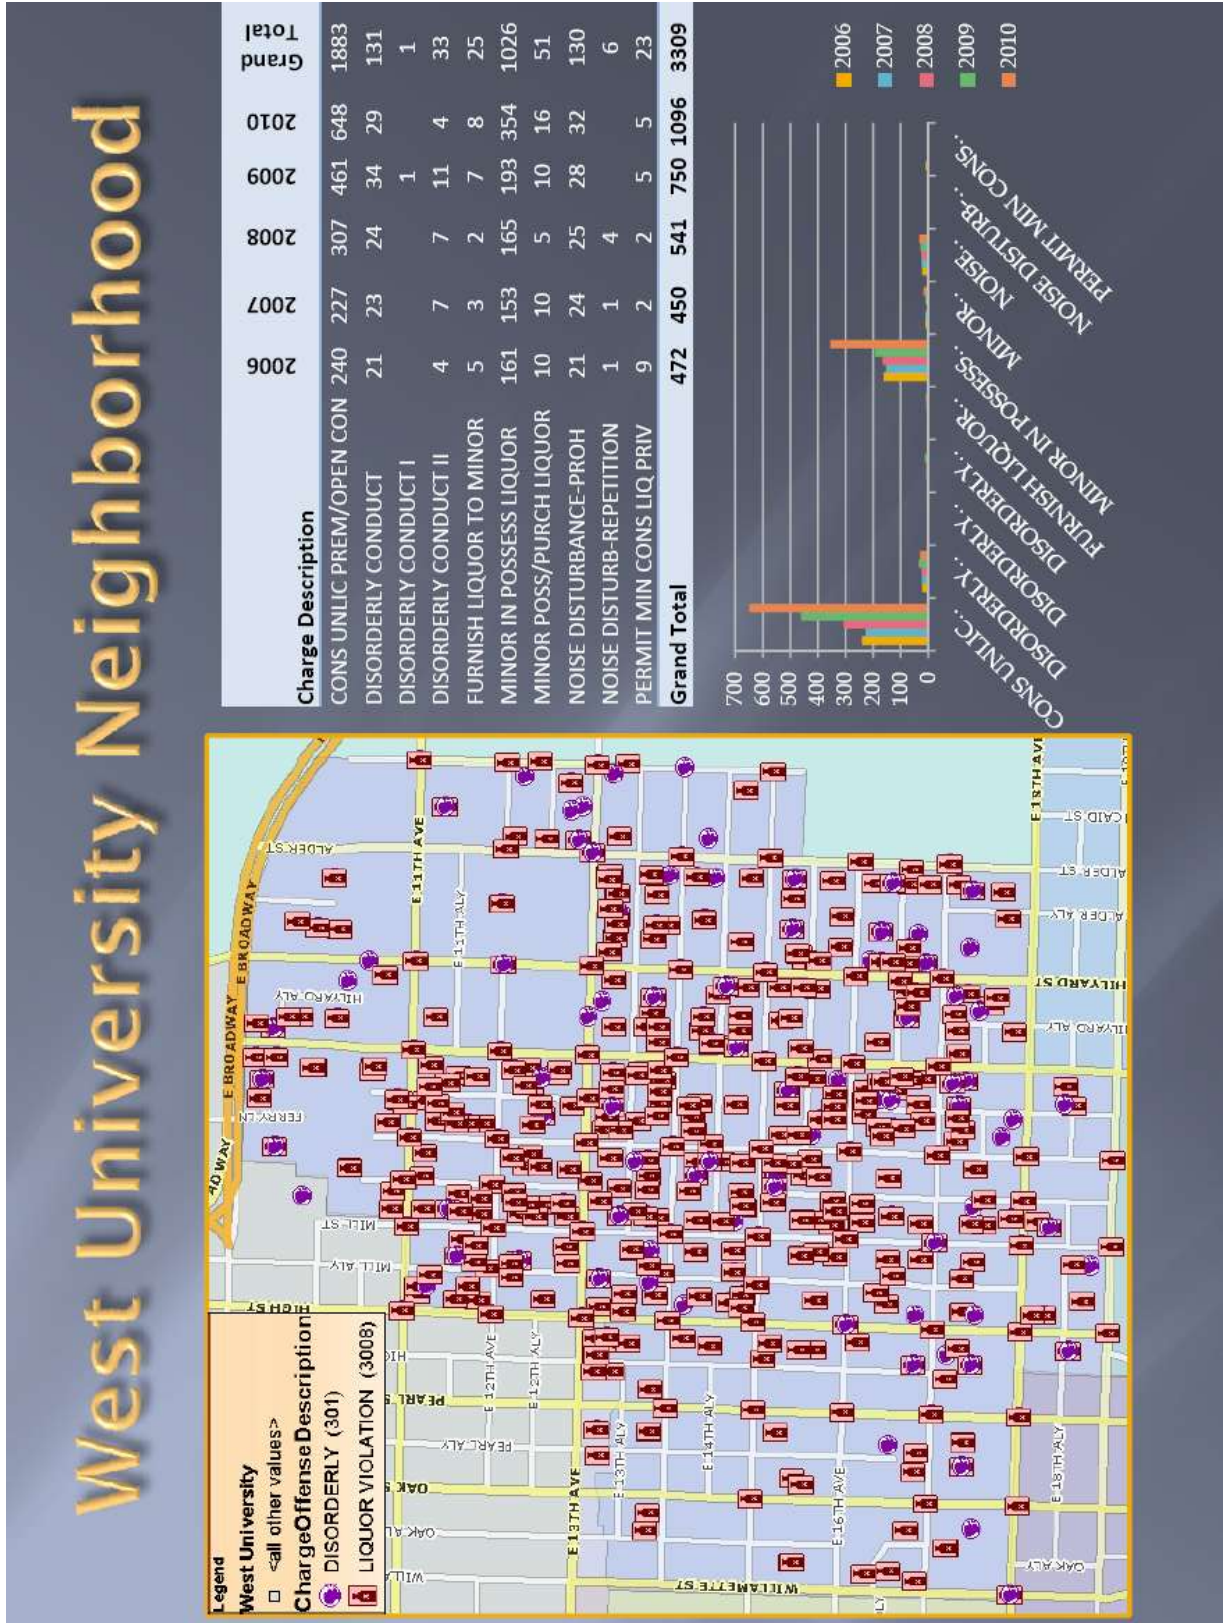 West University Neighborhood
Legend
West University
<all other values>
ChargeOffenseDescription
DISORDERLY (301)
LIQUOR VIOLATION (3008)
E BROADWAY
E BROADWAY
ADWAY
ALDER ST
HILYARD ALY
FERRY LN
MILL ST
MILL ALY
HIGH ST
E 11TH AVE
E 11TH ALY
E 12TH AVE
E 12TH ALY
PEARL S
PEARL ALY
OAK S
OAK AL
WILLA
E 13TH AVE
E 13TH ALY
E 14TH ALY
E 16TH AVE
WILLAMETTE ST
E 18TH AVE
CAID ST
ALDER ST
ALDER ALY
HILYARD ST
ILYARD ALY
E 18TH ALY
OAK ALY
Charge Description 2006 2007 2008 2009 2010 Grand Total
CONS UNLIC PREM/OPEN CON 240 227 307 461 648 1883
DISORDERLY CONDUCT 21 23 24 34 29 131
DISORDERLY CONDUCT I 1 1
DISORDERLY CONDUCT II 4 7 7 11 4 33
FURNISH LIQUOR TO MINOR 5 3 2 7 8 25
MINOR IN POSSESS LIQUOR 161 153 165 193 354 1026
MINOR POSS/PURCH LIQUOR 10 10 5 10 16 51
NOISE DISTURBANCE-PROH 21 24 25 28 32 130
NOISE DISTURB-REPETITION 1 1 4 6
PERMIT MIN CONS LIQ PRIV 9 2 2 5 5 23
Grand Total 472 450 541 750 1096 3309
700
600
500
400
300
200
100
0
CONS UNLIC..
DISORDERLY..
DISORDERLY..
DISORDERLY..
FURNISH LIQUOR..
MINOR IN POSSESS..
MINOR..
NOISE..
NOISE DISTURB-..
PERMIT MIN CONS..
2006
2007
2008
2009
2010